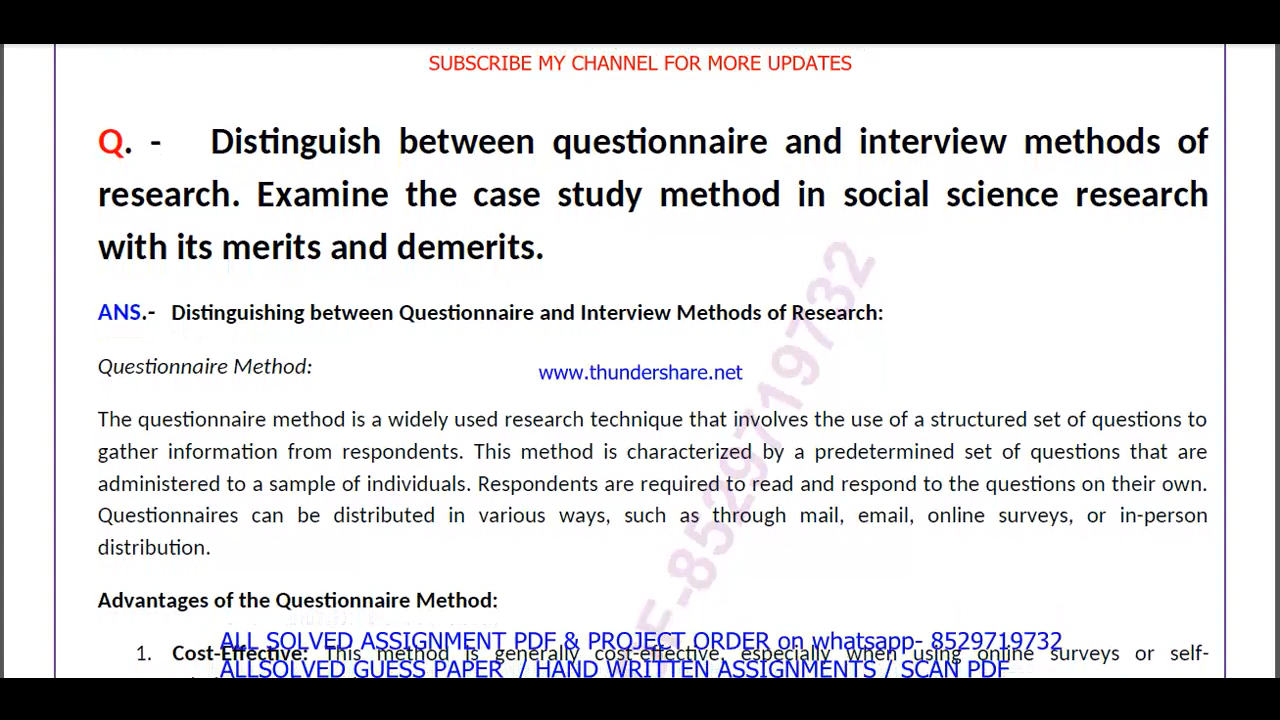 SUBSCRIBE MY CHANNEL FOR MORE UPDATES
Q. - Distinguish between questionnaire and interview methods of
research. Examine the case study method in social science research
with its merits and demerits.
ANS.- Distinguishing between Questionnaire and Interview Methods of Research:
Questionnaire Method:
www.thundershare.net
The questionnaire method is a widely used research technique that involves the use of a structured set of questions to
gather information from respondents. This method is characterized by a predetermined set of questions that are
administered to a sample of individuals. Respondents are required to read and respond to the questions on their own.
Questionnaires can be distributed in various ways, such as through mail, email, online surveys, or in-person
distribution.
Advantages of the Questionnaire Method:
ALL SOLVED ASSIGNMENT PDF & PROJECT ORDER on whatsapp- 8529719732
1. Cost-Effective: This method is generally cost-effective, especially when using online surveys or self-
ALLSOLVED GUESS PAPER / HAND WRITTEN ASSIGNMENTS / SCAN PDF
-8529719732